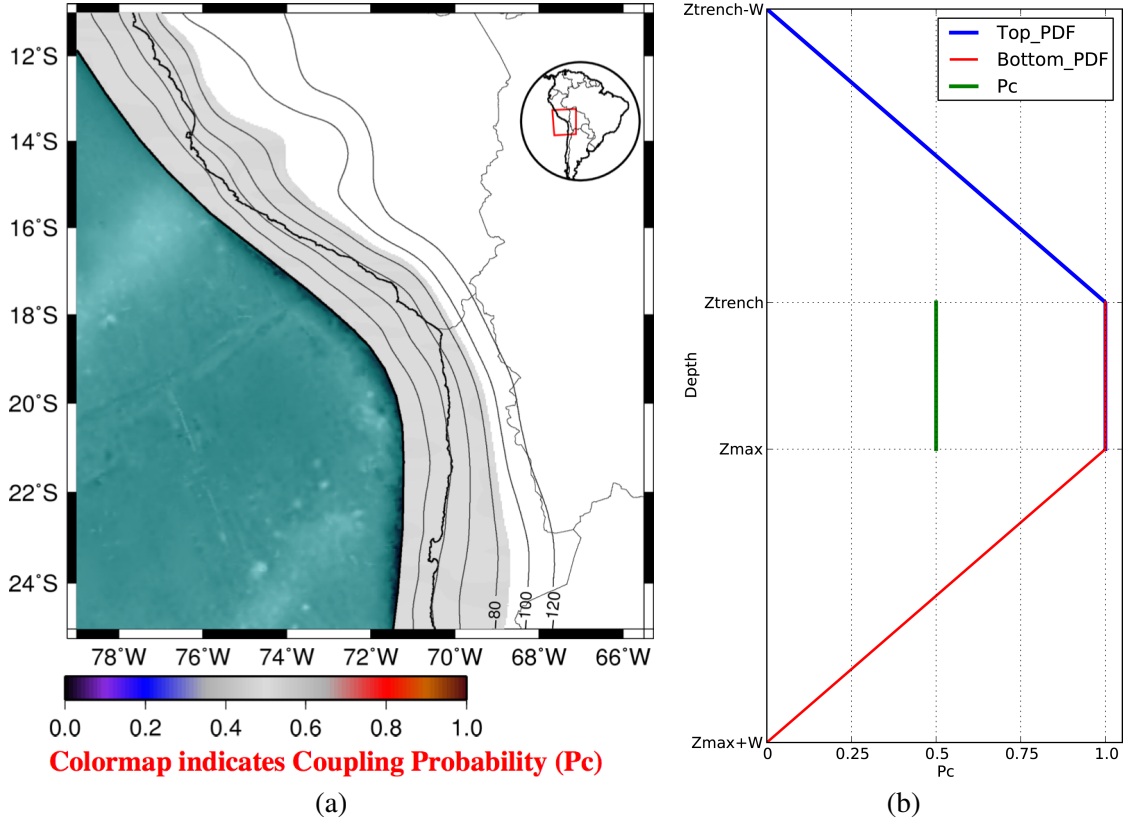 12°S
14°S
16°S
18°S
20°S
22°S
24°S
80
100
120
78°W 76°W 74°W 72°W 70°W 68°W 66°W
0.0 0.2 0.4 0.6 0.8 1.0
Colormap indicates Coupling Probability (Pc)
(a)
Ztrench-W
Top_PDF
Bottom_PDF
Pc
Ztrench
Depth
Zmax
Zmax+W
0 0.25 0.5 0.75 1.0
Pc
(b)